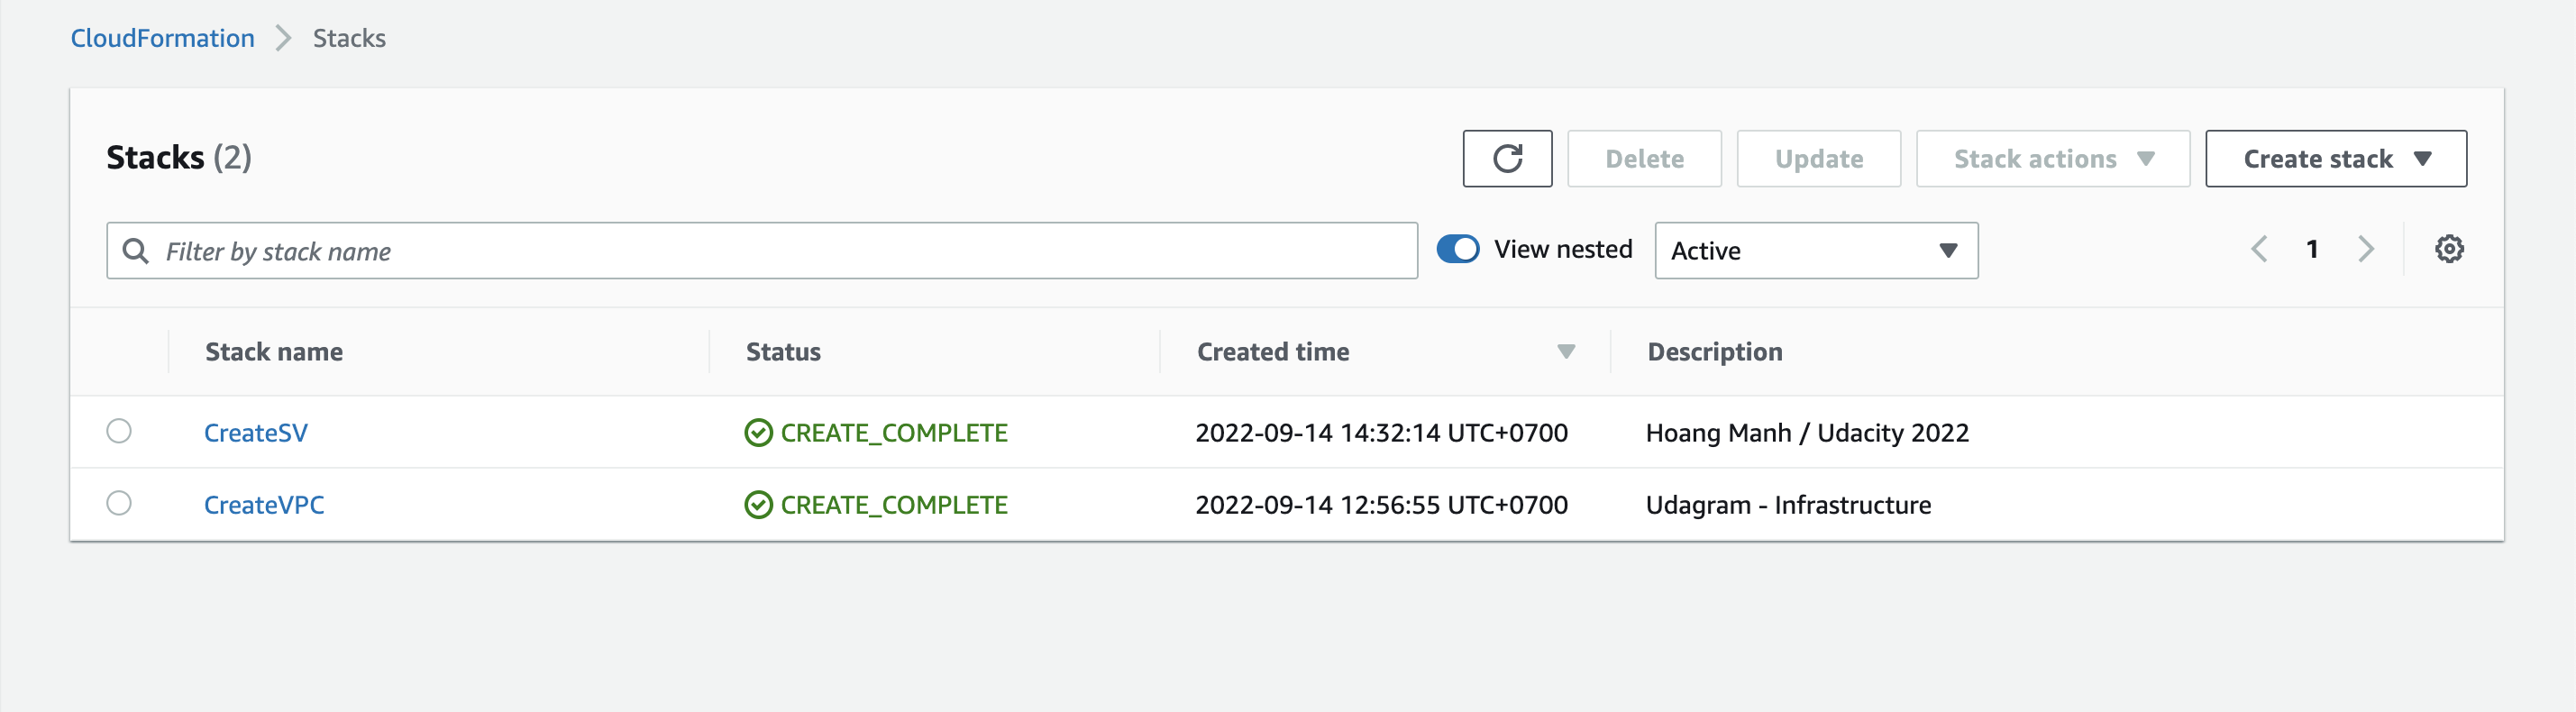 CloudFormation Stacks
Stacks (2) Delete Update Stack actions Create stack
Filter by stack name View nested Active 1
Stack name Status Created time Description
CreateSV CREATE_COMPLETE 2022-09-14 14:32:14 UTC+0700 Hoang Manh / Udacity 2022
CreateVPC CREATE_COMPLETE 2022-09-14 12:56:55 UTC+0700 Udagram - Infrastructure